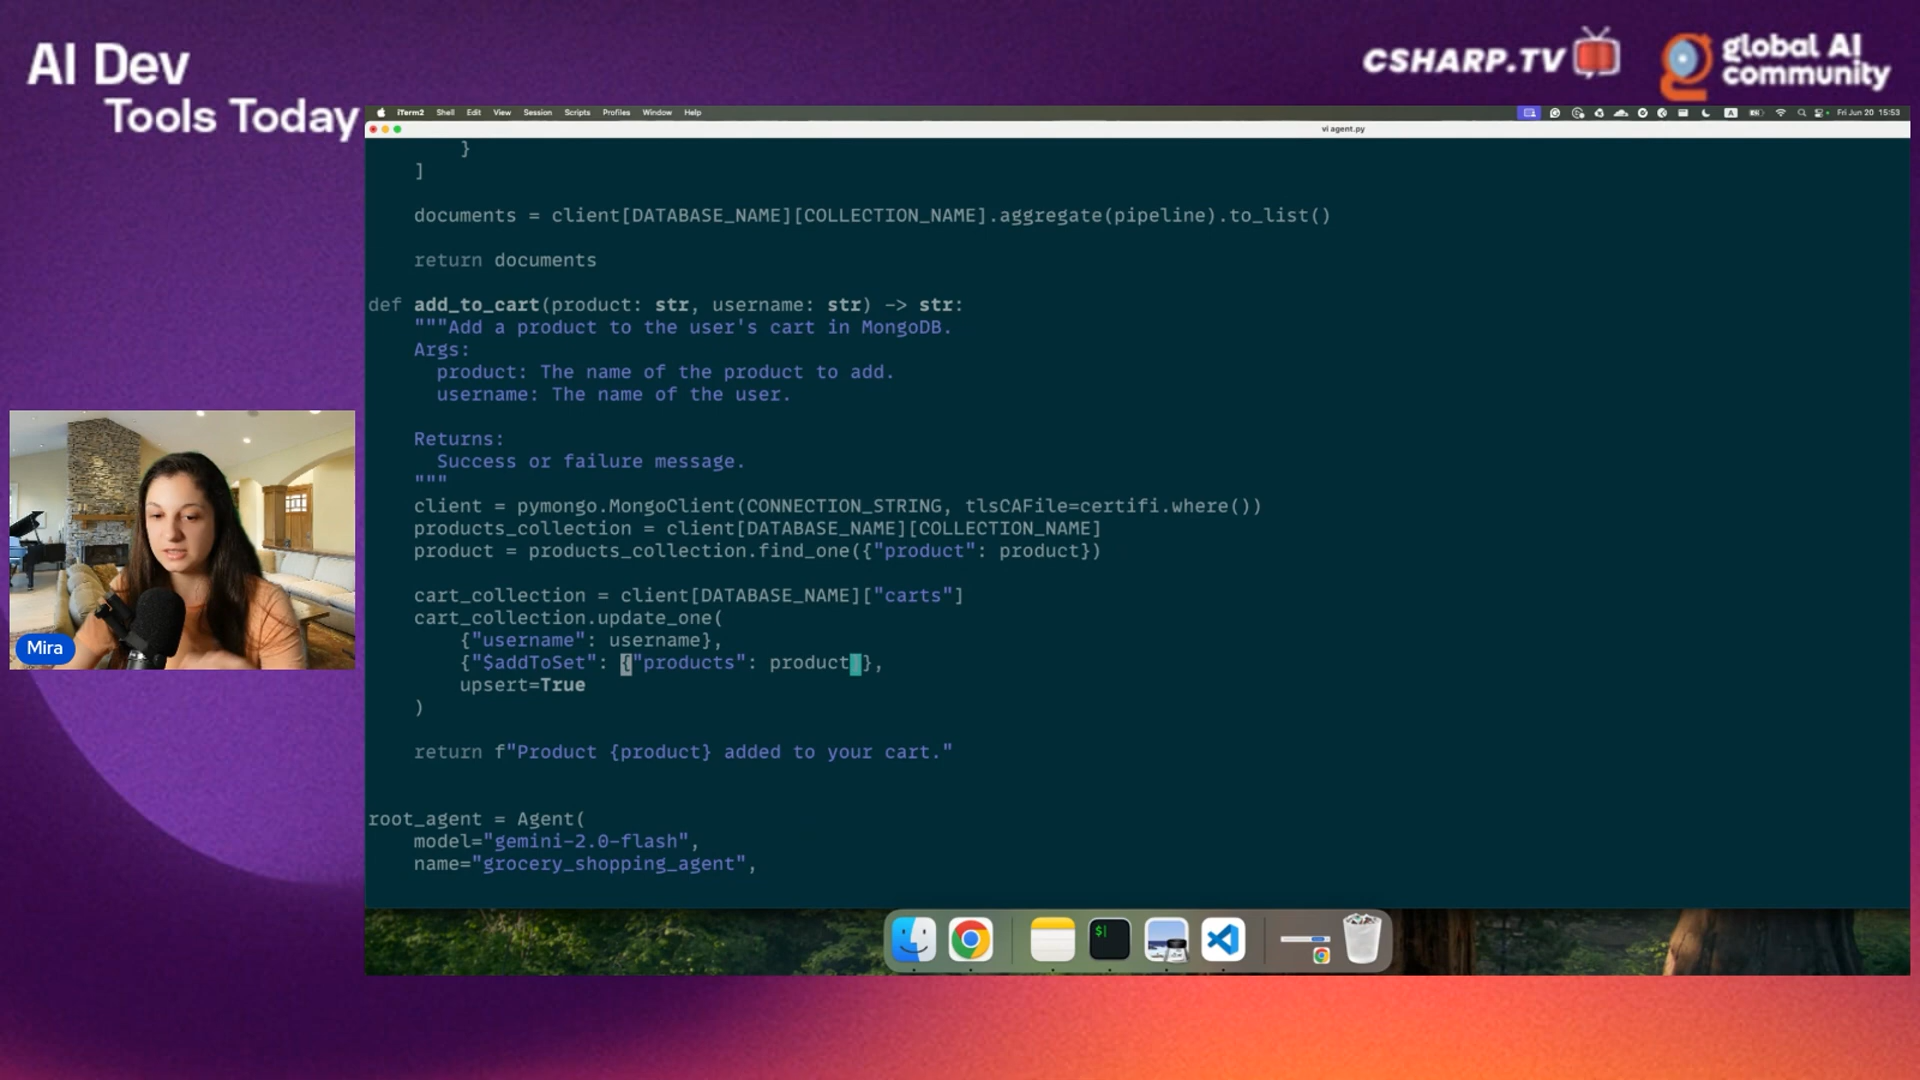 AI Dev
Tools Today
CSHARP.TV
global AI
community
iTerm2 Shell Edit View Session Scripts Profiles Window Help
Fri Jun 20 15:53
vi agent.py
}
]
documents = client[DATABASE_NAME][COLLECTION_NAME].aggregate(pipeline).to_list()
return documents
def add_to_cart(product: str, username: str) -> str:
"""Add a product to the user's cart in MongoDB.
Args:
product: The name of the product to add.
username: The name of the user.
Returns:
Success or failure message.
"""
client = pymongo.MongoClient(CONNECTION_STRING, tlsCAFile=certifi.where())
products_collection = client[DATABASE_NAME][COLLECTION_NAME]
product = products_collection.find_one({"product": product})
cart_collection = client[DATABASE_NAME]["carts"]
cart_collection.update_one(
{"username": username},
{"$addToSet": {"products": product}},
upsert=True
)
return f"Product {product} added to your cart."
root_agent = Agent(
model="gemini-2.0-flash",
name="grocery_shopping_agent",
Mira